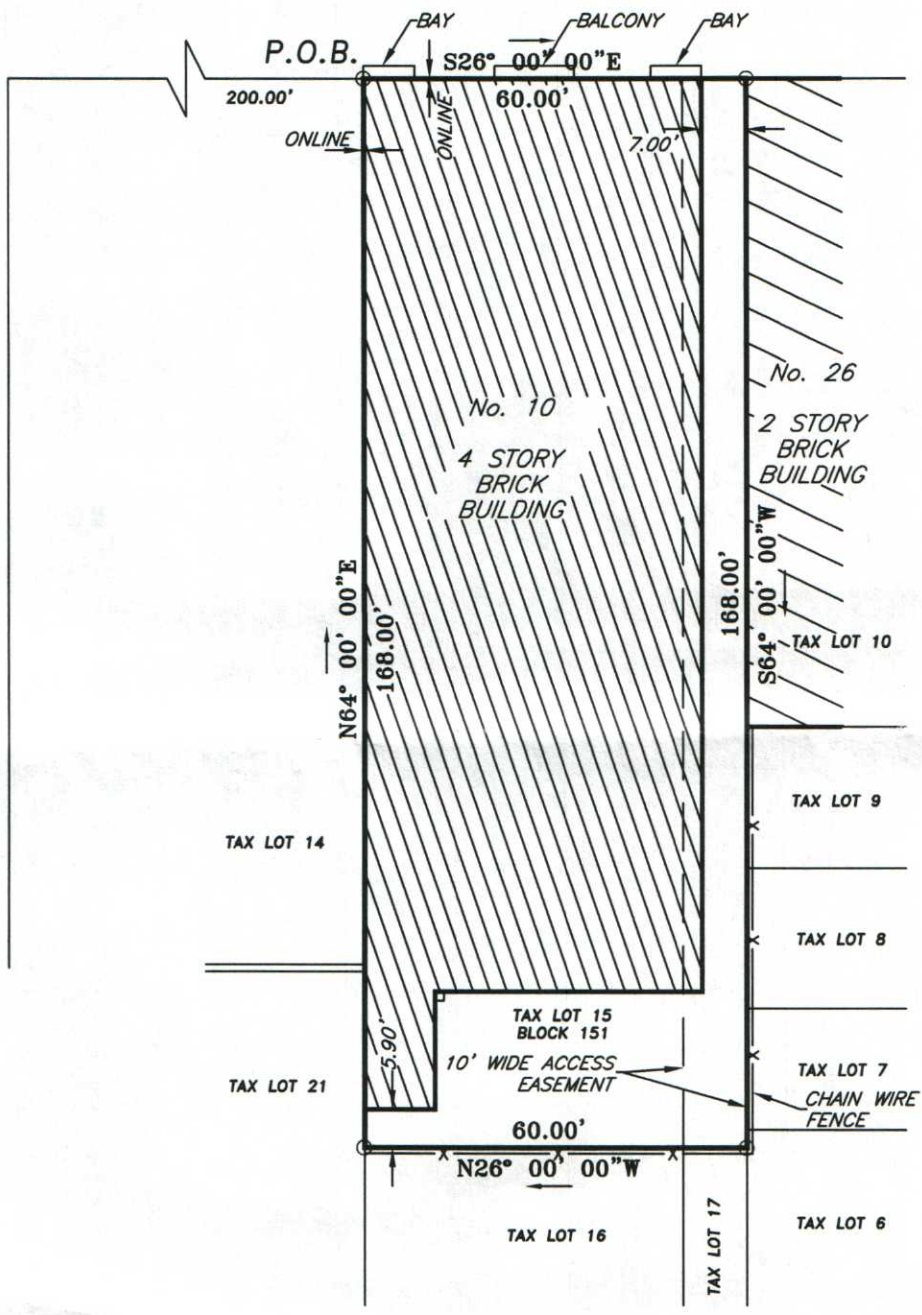 BAY
BALCONY
BAY
P.O.B.
S26° 00' 00"E
200.00'
60.00'
ONLINE
ONLINE
7.00'
No. 10
4 STORY
BRICK
BUILDING
No. 26
2 STORY
BRICK
BUILDING
N64° 00' 00"E
168.00'
168.00'
S64° 00' 00"W
TAX LOT 10
TAX LOT 9
TAX LOT 14
TAX LOT 8
TAX LOT 15
BLOCK 151
5.90'
10' WIDE ACCESS
EASEMENT
TAX LOT 21
TAX LOT 7
CHAIN WIRE
FENCE
60.00'
N26° 00' 00"W
TAX LOT 16
TAX LOT 17
TAX LOT 6